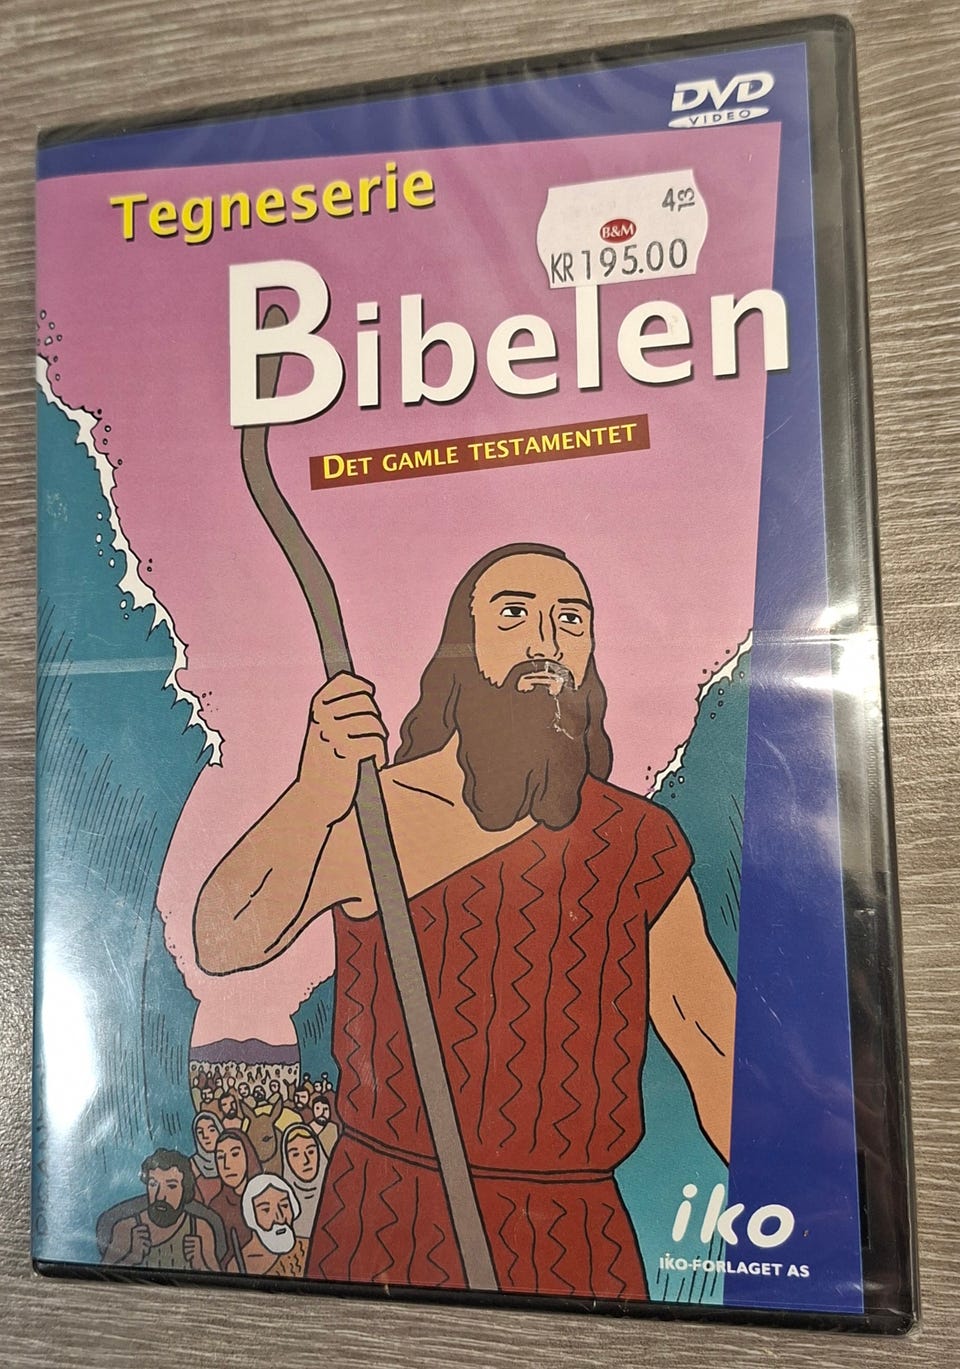 DVD
VIDEO
Tegneserie
4 13
B&M
KR 195.00
Bibelen
DET GAMLE TESTAMENTET
iko
IKO-FORLAGET AS